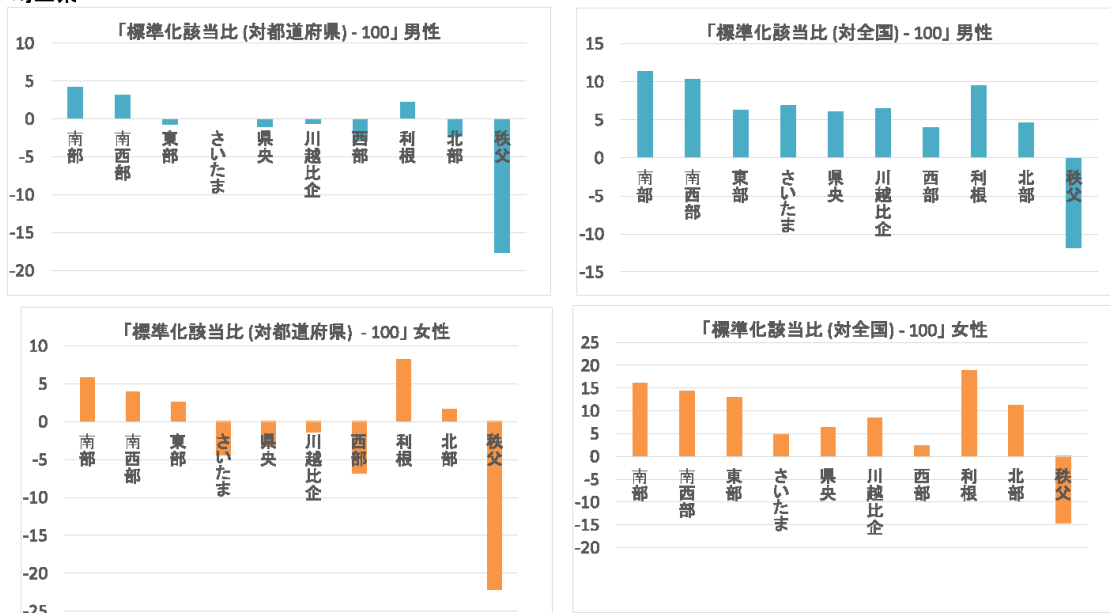 「標準化該当比 (対都道府県) - 100」 男性
10
5
0
-5
-10
-15
-20
南部
南西部
東部
さいたま
県央
川越比企
西部
利根
北部
秩父
「標準化該当比 (対全国) - 100」 男性
15
10
5
0
-5
-10
-15
南部
南西部
東部
さいたま
県央
川越比企
西部
利根
北部
秩父
「標準化該当比 (対都道府県) - 100」 女性
10
5
0
-5
-10
-15
-20
-25
南部
南西部
東部
さいたま
県央
川越比企
西部
利根
北部
秩父
「標準化該当比 (対全国) - 100」 女性
25
20
15
10
5
0
-5
-10
-15
-20
南部
南西部
東部
さいたま
県央
川越比企
西部
利根
北部
秩父